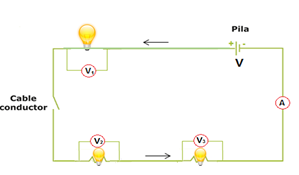 Pila
+ -
V
V₁
A
Cable
conductor
V₂
V₃